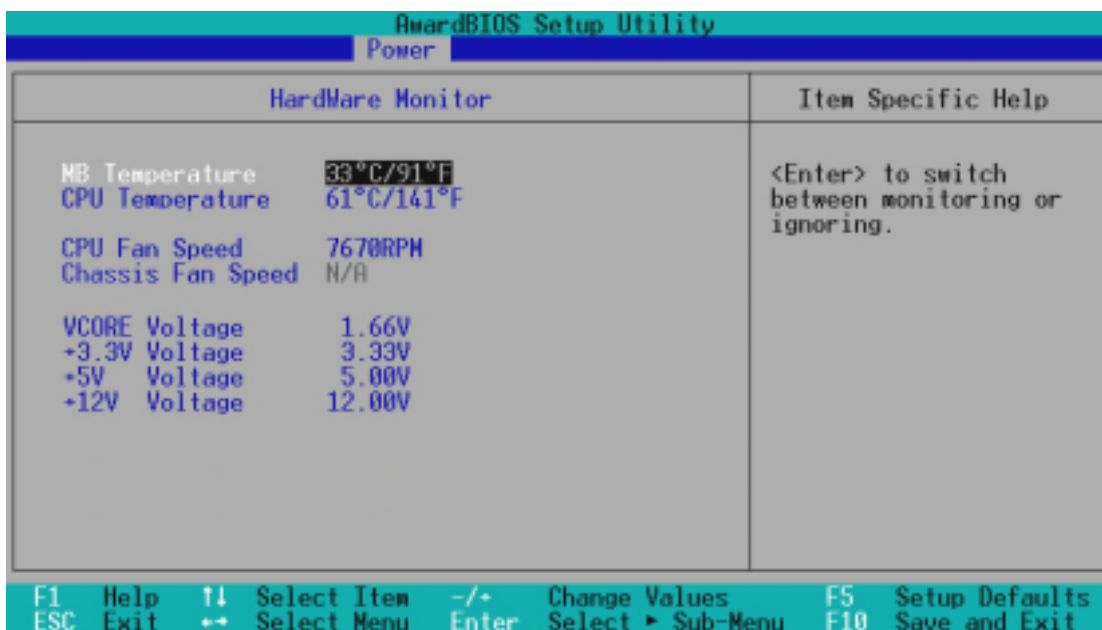 AwardBIOS Setup Utility
Power
HardWare Monitor
Item Specific Help
MB Temperature 33°C/91°F
CPU Temperature 61°C/141°F
CPU Fan Speed 7670RPM
Chassis Fan Speed N/A
VCORE Voltage 1.66V
+3.3V Voltage 3.33V
+5V Voltage 5.00V
+12V Voltage 12.00V
<Enter> to switch
between monitoring or
ignoring.
F1 Help ↑↓ Select Item -/+ Change Values F5 Setup Defaults
ESC Exit ←→ Select Menu Enter Select ► Sub-Menu F10 Save and Exit